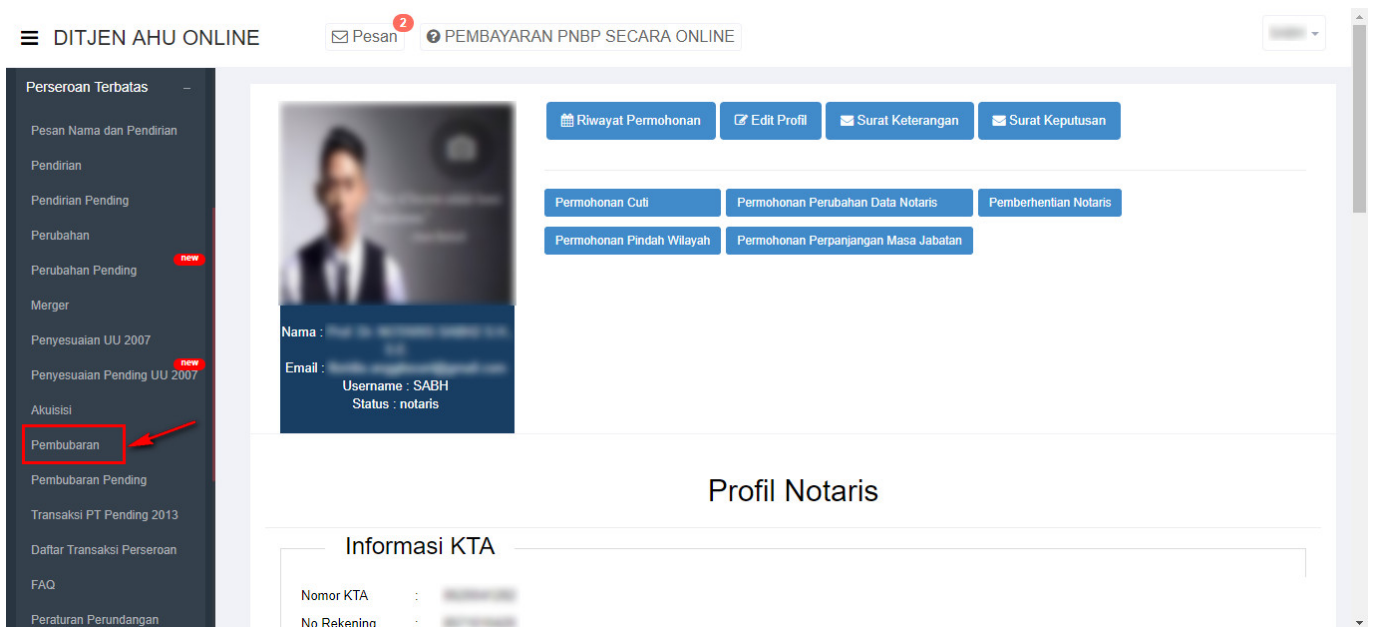 DITJEN AHU ONLINE
Pesan 2
PEMBAYARAN PNBP SECARA ONLINE
Perseroan Terbatas –
Pesan Nama dan Pendirian
Pendirian
Pendirian Pending
Perubahan
Perubahan Pending new
Merger
Penyesuaian UU 2007
Penyesuaian Pending UU 2007 new
Akuisisi
Pembubaran
Pembubaran Pending
Transaksi PT Pending 2013
Daftar Transaksi Perseroan
FAQ
Peraturan Perundangan
Riwayat Permohonan
Edit Profil
Surat Keterangan
Surat Keputusan
Permohonan Cuti
Permohonan Perubahan Data Notaris
Pemberhentian Notaris
Permohonan Pindah Wilayah
Permohonan Perpanjangan Masa Jabatan
Nama :
Email :
Username : SABH
Status : notaris
Profil Notaris
Informasi KTA
Nomor KTA :
No Rekening :